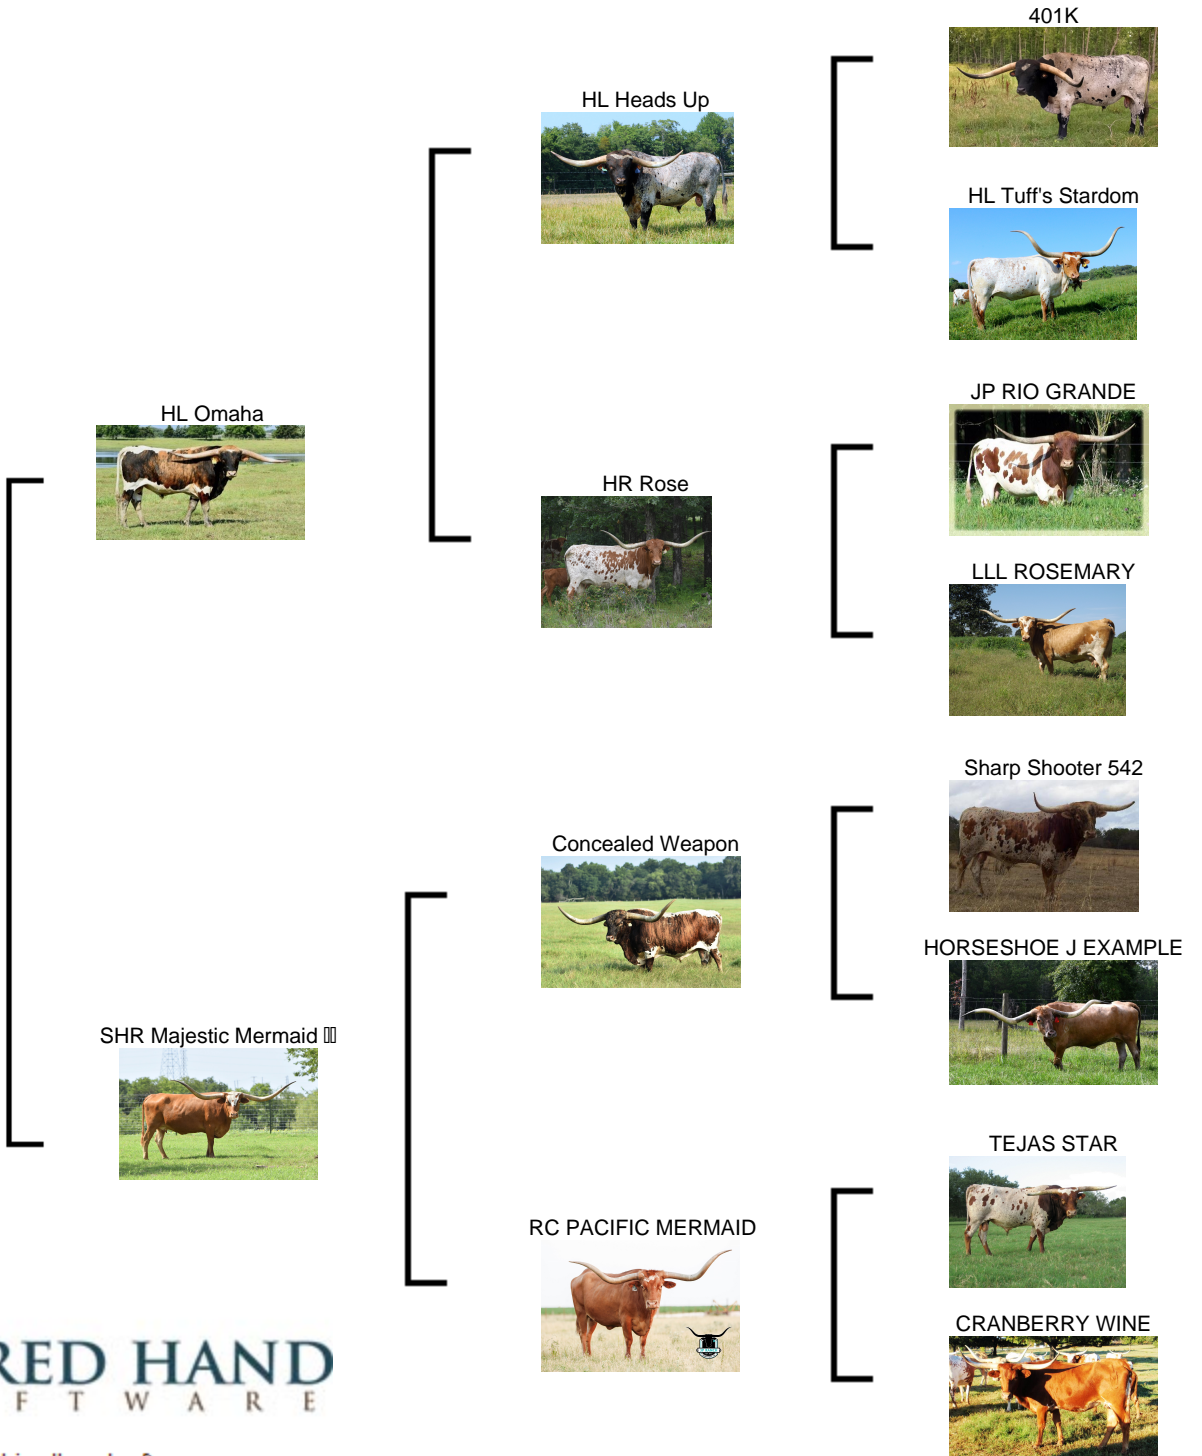 401K
HL Heads Up
HL Tuff's Stardom
JP RIO GRANDE
HL Omaha
HR Rose
LLL ROSEMARY
Sharp Shooter 542
Concealed Weapon
HORSESHOE J EXAMPLE
SHR Majestic Mermaid
TEJAS STAR
RC PACIFIC MERMAID
CRANBERRY WINE
RED HAND
F T W A R E